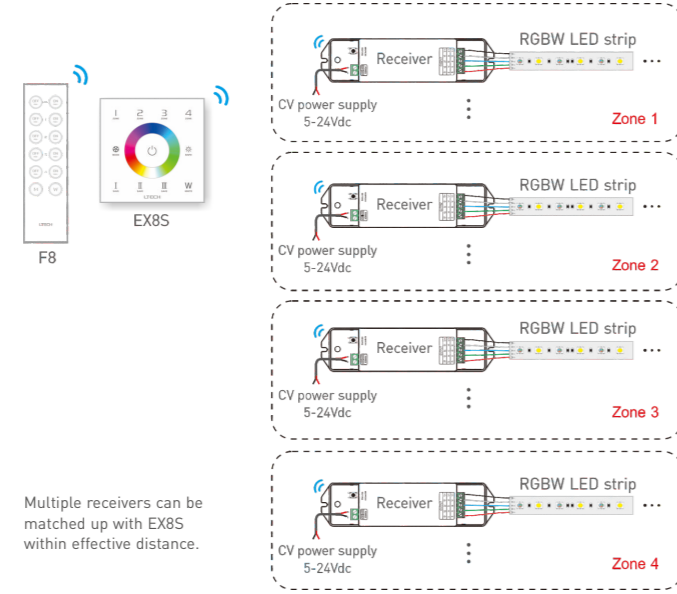 Receiver
RGBW LED strip
CV power supply
5-24Vdc
Zone 1
1 2 3 4
I II III W
LTECH
EX8S
LTECH
F8
Receiver
RGBW LED strip
CV power supply
5-24Vdc
Zone 2
Receiver
RGBW LED strip
CV power supply
5-24Vdc
Zone 3
Receiver
RGBW LED strip
CV power supply
5-24Vdc
Zone 4
Multiple receivers can be
matched up with EX8S
within effective distance.